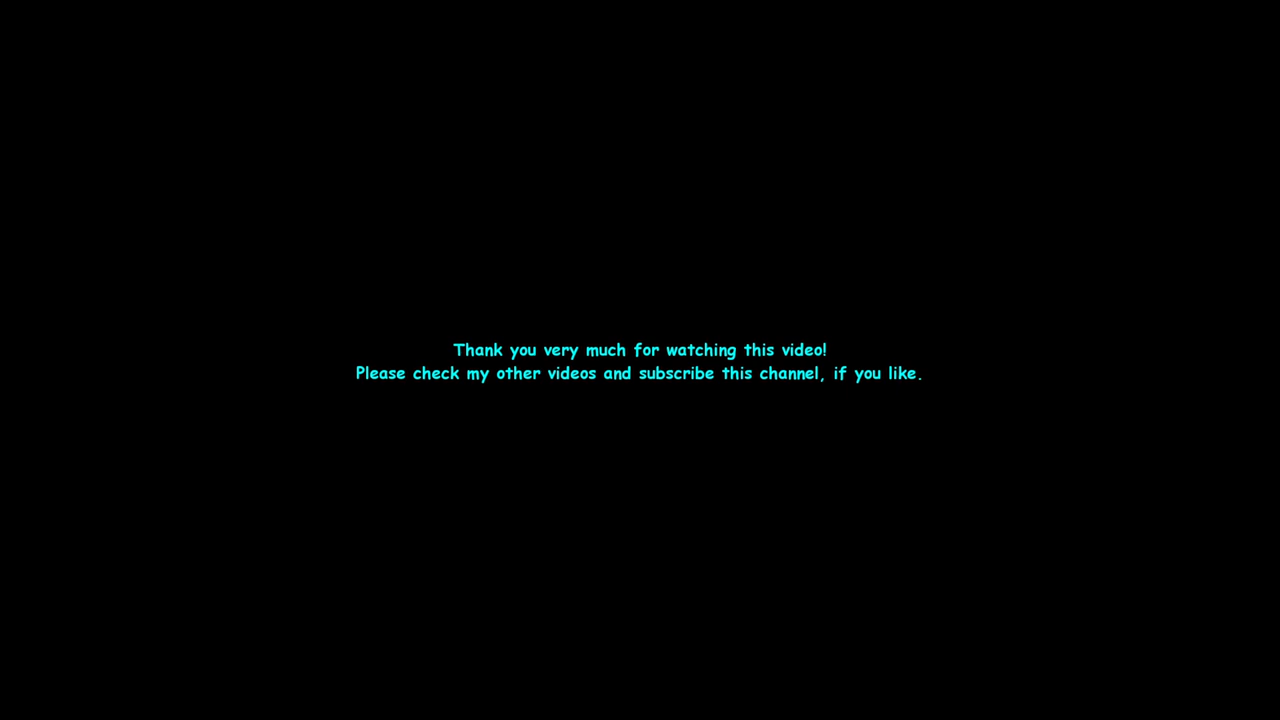 Thank you very much for watching this video!
Please check my other videos and subscribe this channel, if you like.